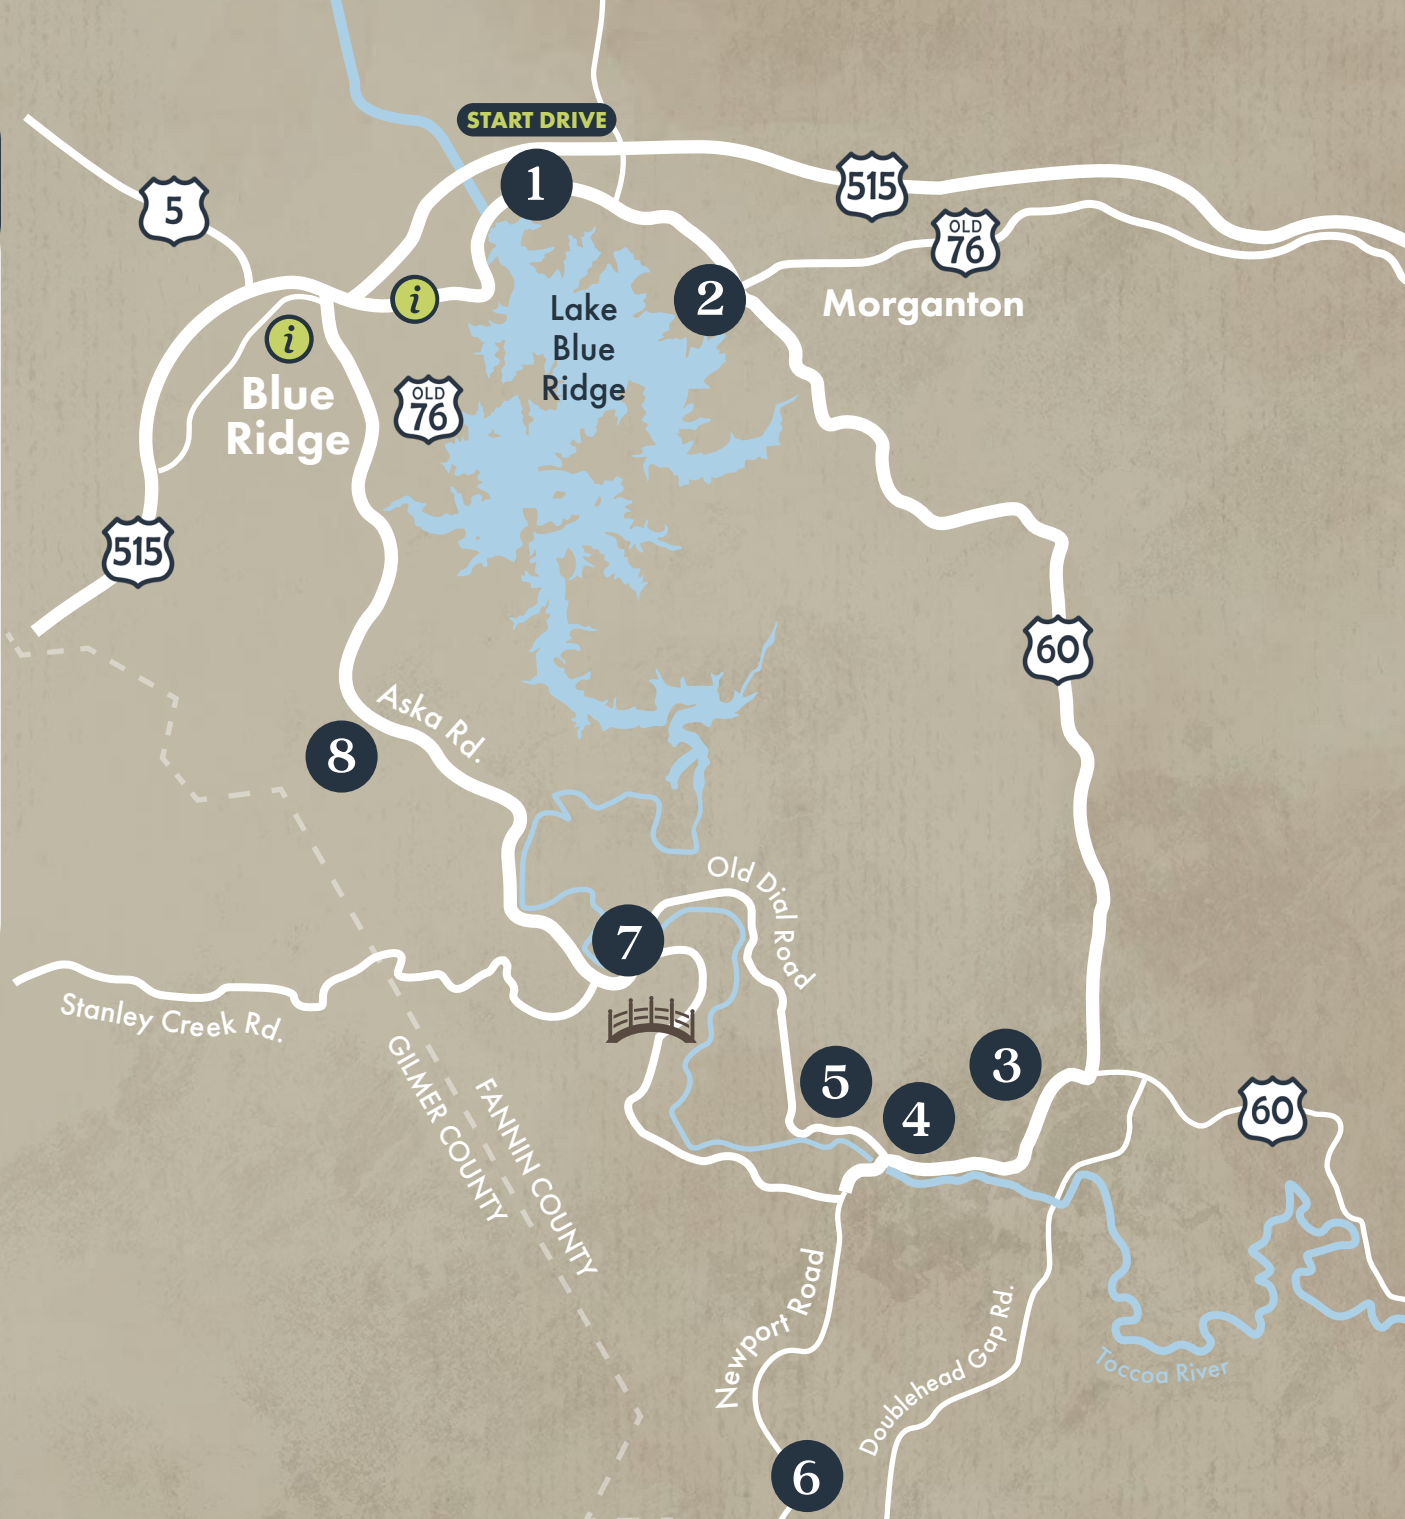 START DRIVE
1
515
5
OLD
76
2
Morganton
Lake
Blue
Ridge
i
i
Blue
Ridge
OLD
76
515
60
Aska Rd.
8
Old Dial Road
7
Stanley Creek Rd.
GILMER COUNTY
FANNIN COUNTY
5
3
4
60
Newport Road
Doublehead Gap Rd.
Toccoa River
6